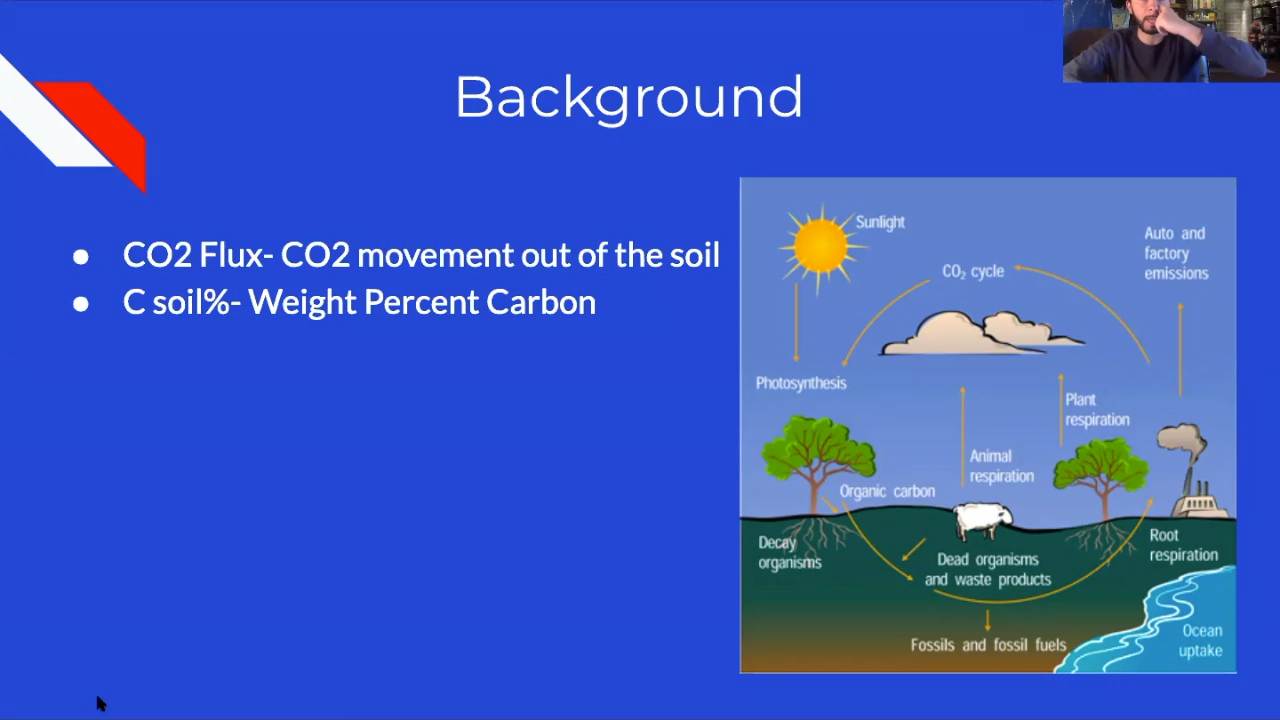 Background
CO2 Flux- CO2 movement out of the soil
C soil%- Weight Percent Carbon
Sunlight
Auto and
factory
emissions
CO₂ cycle
Photosynthesis
Plant
respiration
Animal
respiration
Organic carbon
Decay
organisms
Dead organisms
and waste products
Root
respiration
Fossils and fossil fuels
Ocean
uptake